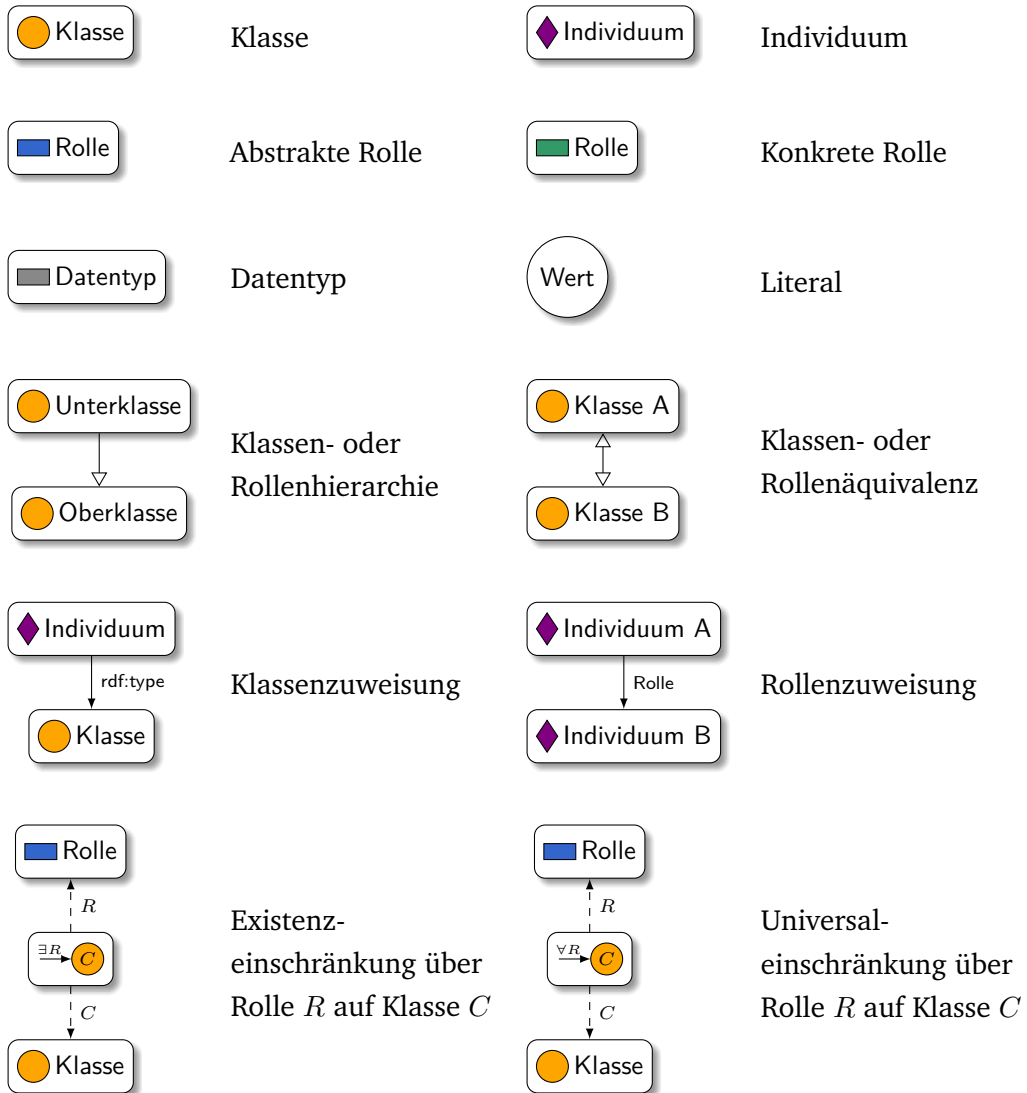 Klasse
Klasse
Individuum
Individuum
Rolle
Abstrakte Rolle
Rolle
Konkrete Rolle
Datentyp
Datentyp
Wert
Literal
Unterklasse
Oberklasse
Klassen- oder
Rollenhierarchie
Klasse A
Klasse B
Klassen- oder
Rollenäquivalenz
Individuum
rdf:type
Klasse
Klassenzuweisung
Individuum A
Rolle
Individuum B
Rollenzuweisung
Rolle
R
∃R C
C
Klasse
Existenz-
einschränkung über
Rolle R auf Klasse C
Rolle
R
∀R C
C
Klasse
Universal-
einschränkung über
Rolle R auf Klasse C